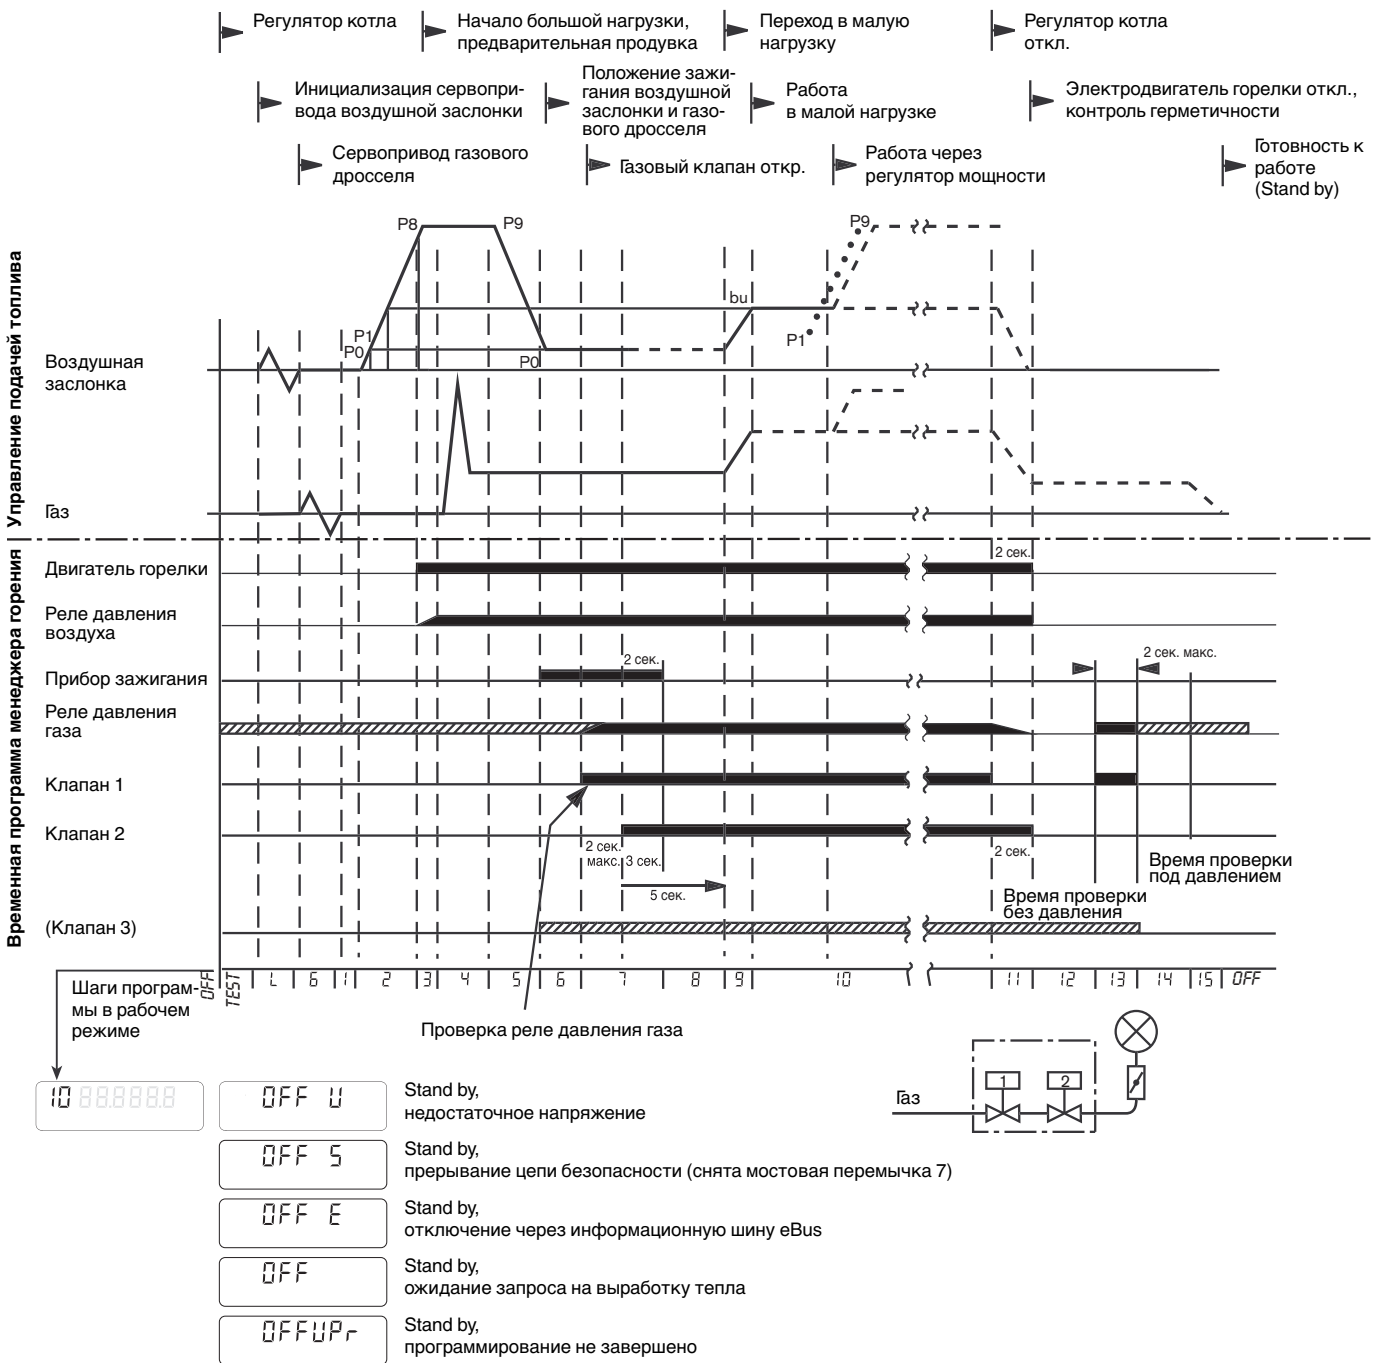 Регулятор котла
Начало большой нагрузки,
предварительная продувка
Переход в малую
нагрузку
Регулятор котла
откл.
Инициализация сервопри-
вода воздушной заслонки
Положение зажи-
гания воздушной
заслонки и газо-
вого дросселя
Работа
в малой нагрузке
Электродвигатель горелки откл.,
контроль герметичности
Сервопривод газового
дросселя
Газовый клапан откр.
Работа через
регулятор мощности
Готовность к
работе
(Stand by)
Управление подачей топлива
P8
P9
P9
bu
P1
P0
P0
P1
Воздушная
заслонка
Газ
Временная программа менеджера горения
Двигатель горелки
2 сек.
Реле давления
воздуха
Прибор зажигания
2 сек.
2 сек. макс.
Реле давления
газа
Клапан 1
Клапан 2
2 сек.
макс.
3 сек.
2 сек.
5 сек.
Время проверки
под давлением
Время проверки
без давления
(Клапан 3)
OFF
TEST
L 6 1 2 3 4 5 6 7 8 9 10 11 12 13 14 15 OFF
Шаги програм-
мы в рабочем
режиме
Проверка реле давления газа
10 88.888.8
OFF U
Stand by,
недостаточное напряжение
Газ
1
2
OFF S
Stand by,
прерывание цепи безопасности (снята мостовая перемычка 7)
OFF E
Stand by,
отключение через информационную шину eBus
OFF
Stand by,
ожидание запроса на выработку тепла
OFFUPr
Stand by,
программирование не завершено